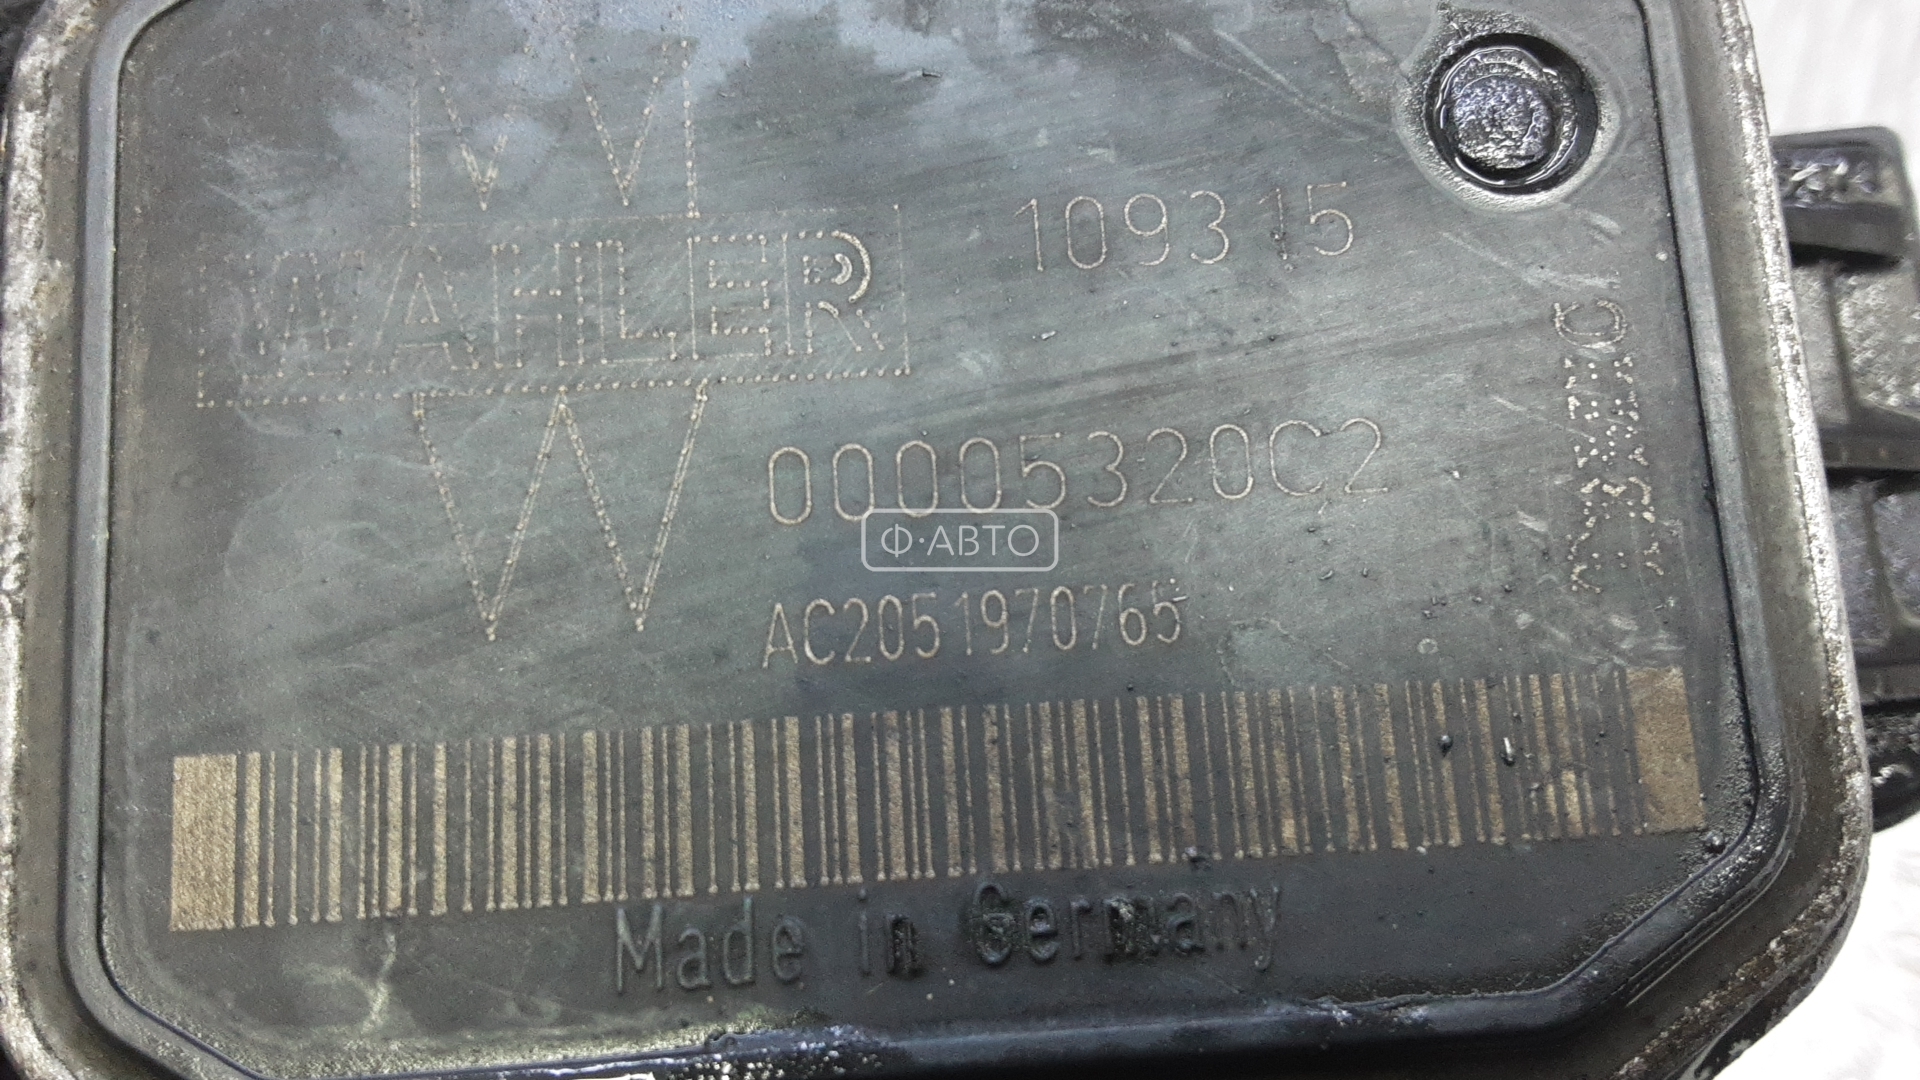 WAHLER
109315
00005320C2
Ф·АВТО
AC2051970765
Made in Germany